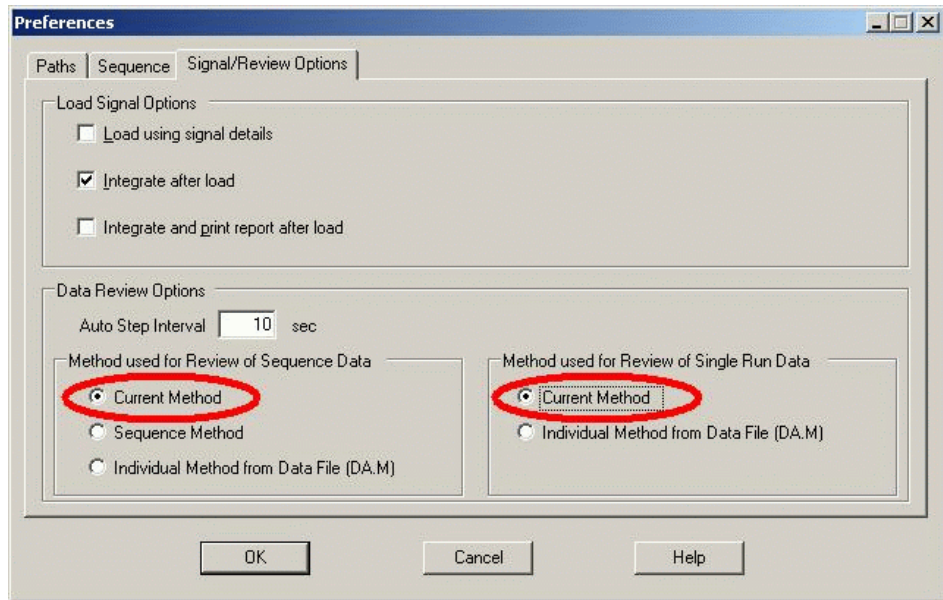 Preferences
Paths Sequence Signal/Review Options
Load Signal Options
Load using signal details
Integrate after load
Integrate and print report after load
Data Review Options
Auto Step Interval 10 sec
Method used for Review of Sequence Data
Current Method
Sequence Method
Individual Method from Data File (DA.M)
Method used for Review of Single Run Data
Current Method
Individual Method from Data File (DA.M)
OK Cancel Help